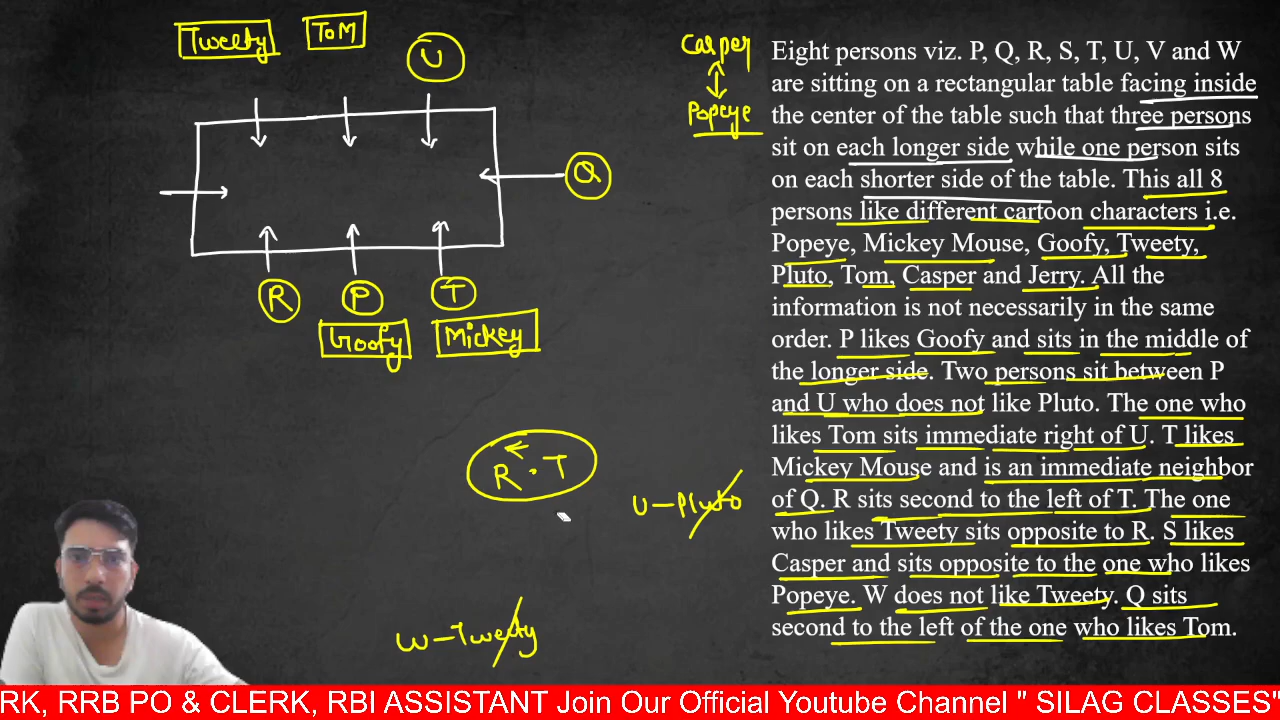 Tweety
TOM
U
Q
R
P
T
Goofy
Mickey
R . T
U-Pluto
W-Tweety
Casper
Popeye
Eight persons viz. P, Q, R, S, T, U, V and W
are sitting on a rectangular table facing inside
the center of the table such that three persons
sit on each longer side while one person sits
on each shorter side of the table. This all 8
persons like different cartoon characters i.e.
Popeye, Mickey Mouse, Goofy, Tweety,
Pluto, Tom, Casper and Jerry. All the
information is not necessarily in the same
order. P likes Goofy and sits in the middle of
the longer side. Two persons sit between P
and U who does not like Pluto. The one who
likes Tom sits immediate right of U. T likes
Mickey Mouse and is an immediate neighbor
of Q. R sits second to the left of T. The one
who likes Tweety sits opposite to R. S likes
Casper and sits opposite to the one who likes
Popeye. W does not like Tweety. Q sits
second to the left of the one who likes Tom.
RK, RRB PO & CLERK, RBI ASSISTANT Join Our Official Youtube Channel " SILAG CLASSES"